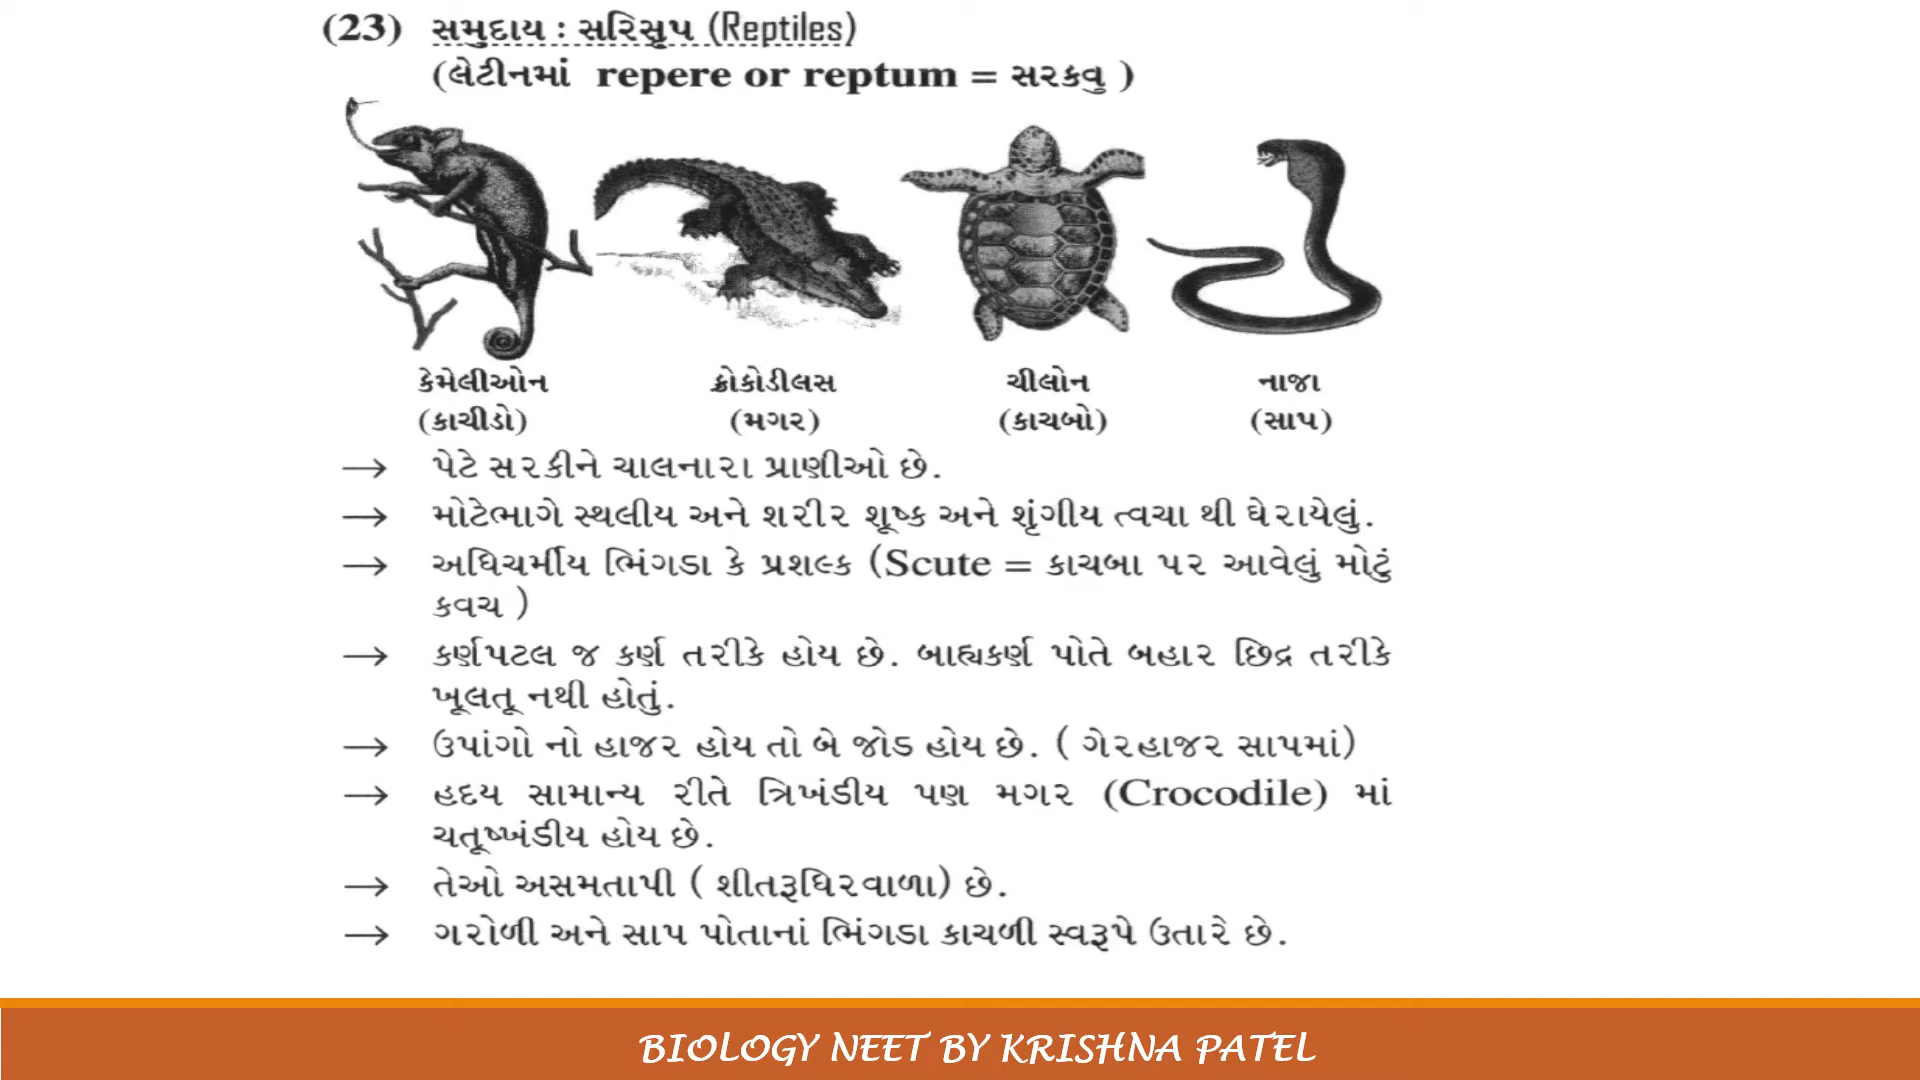 (23) સમુદાય : સરિસૃપ (Reptiles)
(લેટીનમાં repere or reptum = સરકવુ )
કેમેલીઓન ક્રોકોડીલસ ચીલોન નાજા
(કાચીડો) (મગર) (કાચબો) (સાપ)
→ પેટે સરકીને ચાલનારા પ્રાણીઓ છે.
→ મોટેભાગે સ્થલીય અને શરીર શૂષ્ક અને શૃંગીય ત્વચા થી ઘેરાયેલું.
→ અધિચર્મીય ભિંગડા કે પ્રશલ્ક (Scute = કાચબા પર આવેલું મોટું
કવચ )
→ કર્ણપટલ જ કર્ણ તરીકે હોય છે. બાહ્યકર્ણ પોતે બહાર છિદ્ર તરીકે
ખૂલતૂ નથી હોતું.
→ ઉપાંગો નો હાજર હોય તો બે જોડ હોય છે. ( ગેરહાજર સાપમાં)
→ હદય સામાન્ય રીતે ત્રિખંડીય પણ મગર (Crocodile) માં
ચતૂષ્ખંડીય હોય છે.
→ તેઓ અસમતાપી ( શીતરૂધિરવાળા) છે.
→ ગરોળી અને સાપ પોતાનાં ભિંગડા કાચળી સ્વરૂપે ઉતારે છે.
BIOLOGY NEET BY KRISHNA PATEL